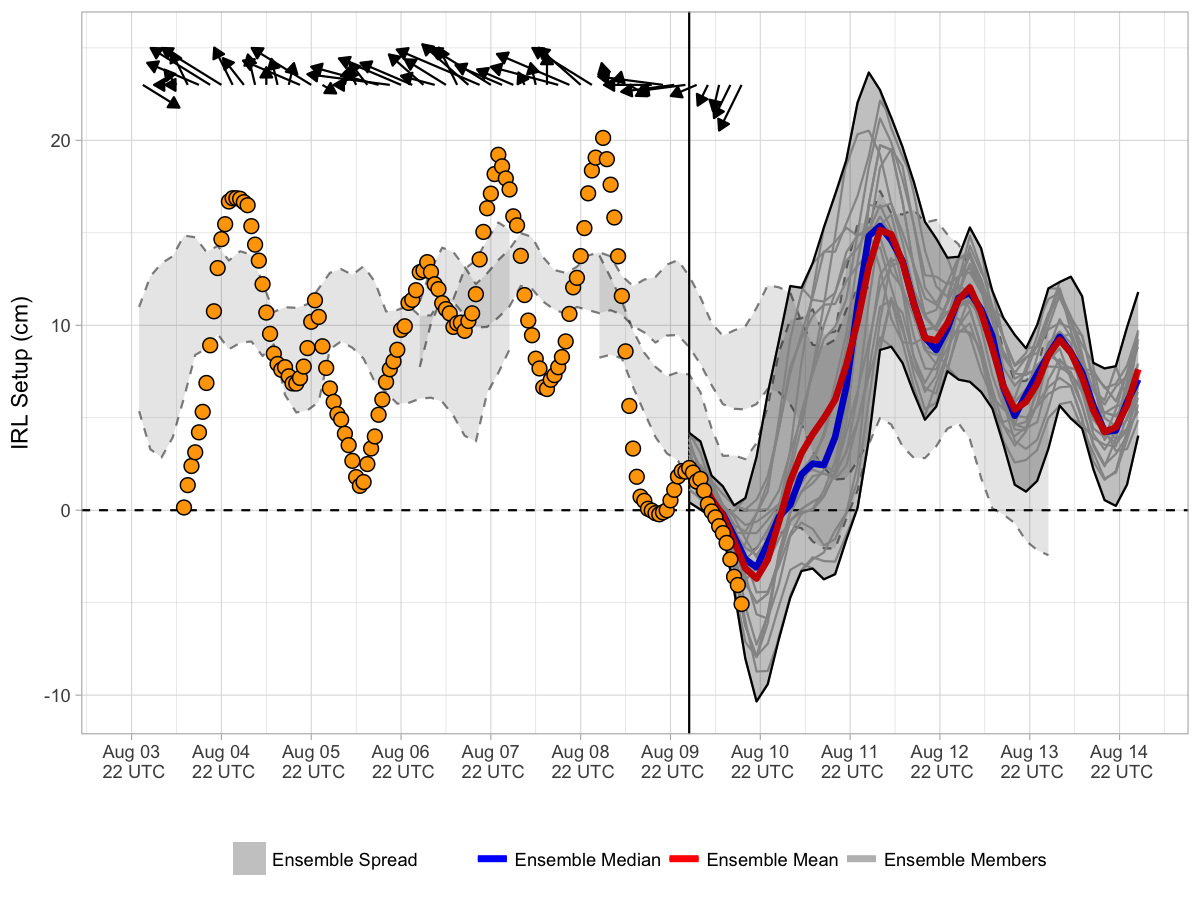 IRL Setup (cm)
20
10
0
-10
Aug 03 Aug 04 Aug 05 Aug 06 Aug 07 Aug 08 Aug 09 Aug 10 Aug 11 Aug 12 Aug 13 Aug 14
22 UTC 22 UTC 22 UTC 22 UTC 22 UTC 22 UTC 22 UTC 22 UTC 22 UTC 22 UTC 22 UTC 22 UTC
Ensemble Spread Ensemble Median Ensemble Mean Ensemble Members